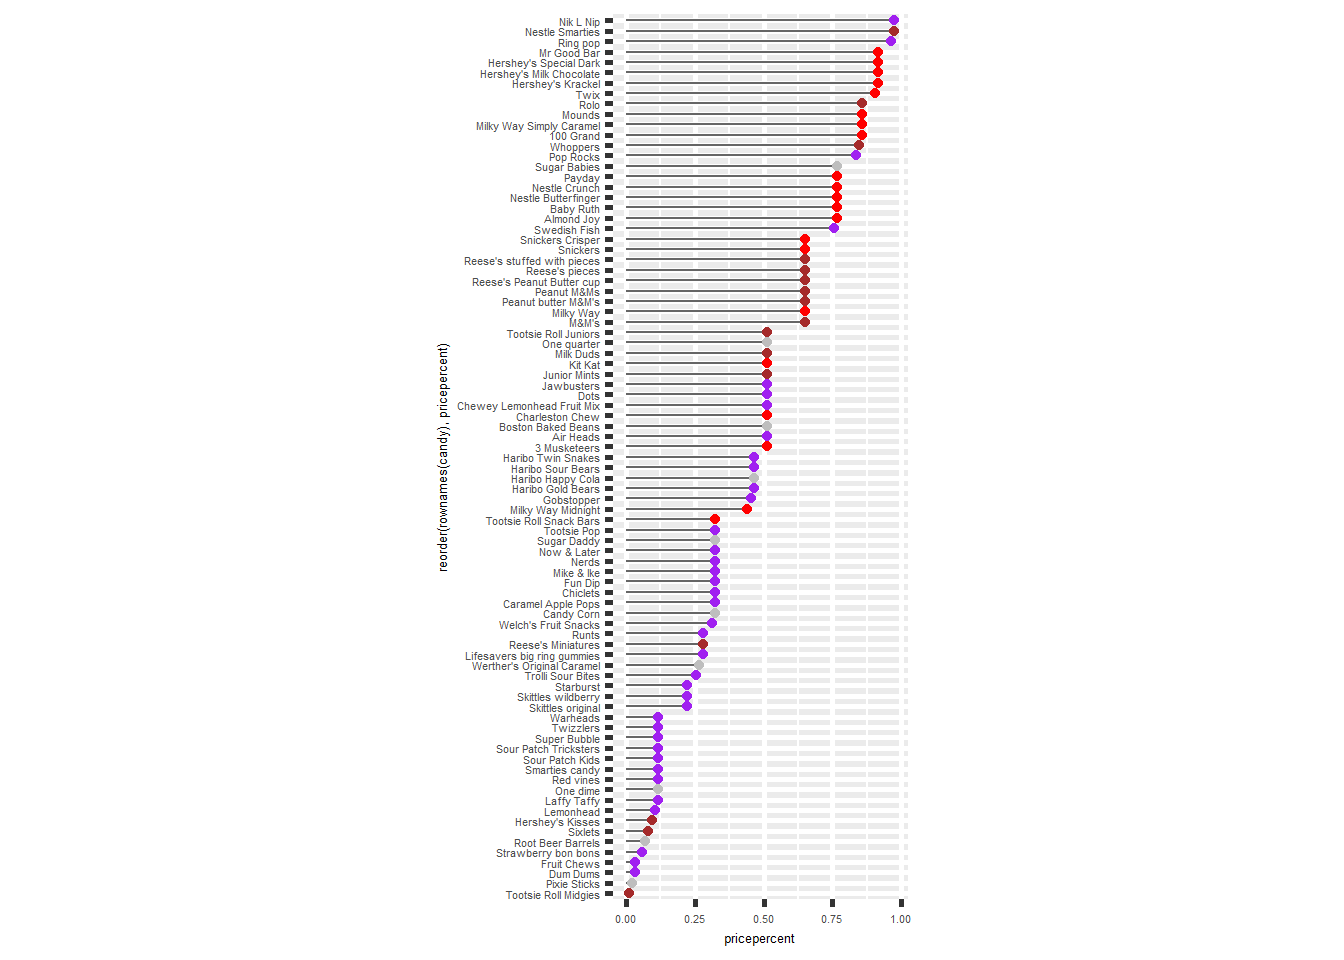 Nik L Nip
Nestle Smarties
Ring pop
Mr Good Bar
Hershey's Special Dark
Hershey's Milk Chocolate
Hershey's Krackel
Twix
Rolo
Mounds
Milky Way Simply Caramel
100 Grand
Whoppers
Pop Rocks
Sugar Babies
Payday
Nestle Crunch
Nestle Butterfinger
Baby Ruth
Almond Joy
Swedish Fish
Snickers Crisper
Snickers
Reese's stuffed with pieces
Reese's pieces
Reese's Peanut Butter cup
Peanut M&Ms
Peanut butter M&M's
Milky Way
M&M's
Tootsie Roll Juniors
One quarter
Milk Duds
Kit Kat
Junior Mints
Jawbusters
Dots
Chewey Lemonhead Fruit Mix
Charleston Chew
Boston Baked Beans
Air Heads
3 Musketeers
Haribo Twin Snakes
Haribo Sour Bears
Haribo Happy Cola
Haribo Gold Bears
Gobstopper
Milky Way Midnight
Tootsie Roll Snack Bars
Tootsie Pop
Sugar Daddy
Now & Later
Nerds
Mike & Ike
Fun Dip
Chiclets
Caramel Apple Pops
Candy Corn
Welch's Fruit Snacks
Runts
Reese's Miniatures
Lifesavers big ring gummies
Werther's Original Caramel
Trolli Sour Bites
Starburst
Skittles wildberry
Skittles original
Warheads
Twizzlers
Super Bubble
Sour Patch Tricksters
Sour Patch Kids
Smarties candy
Red vines
One dime
Laffy Taffy
Lemonhead
Hershey's Kisses
Sixlets
Root Beer Barrels
Strawberry bon bons
Fruit Chews
Dum Dums
Pixie Sticks
Tootsie Roll Midgies
reorder(rownames(candy), pricepercent)
0.00 0.25 0.50 0.75 1.00
pricepercent